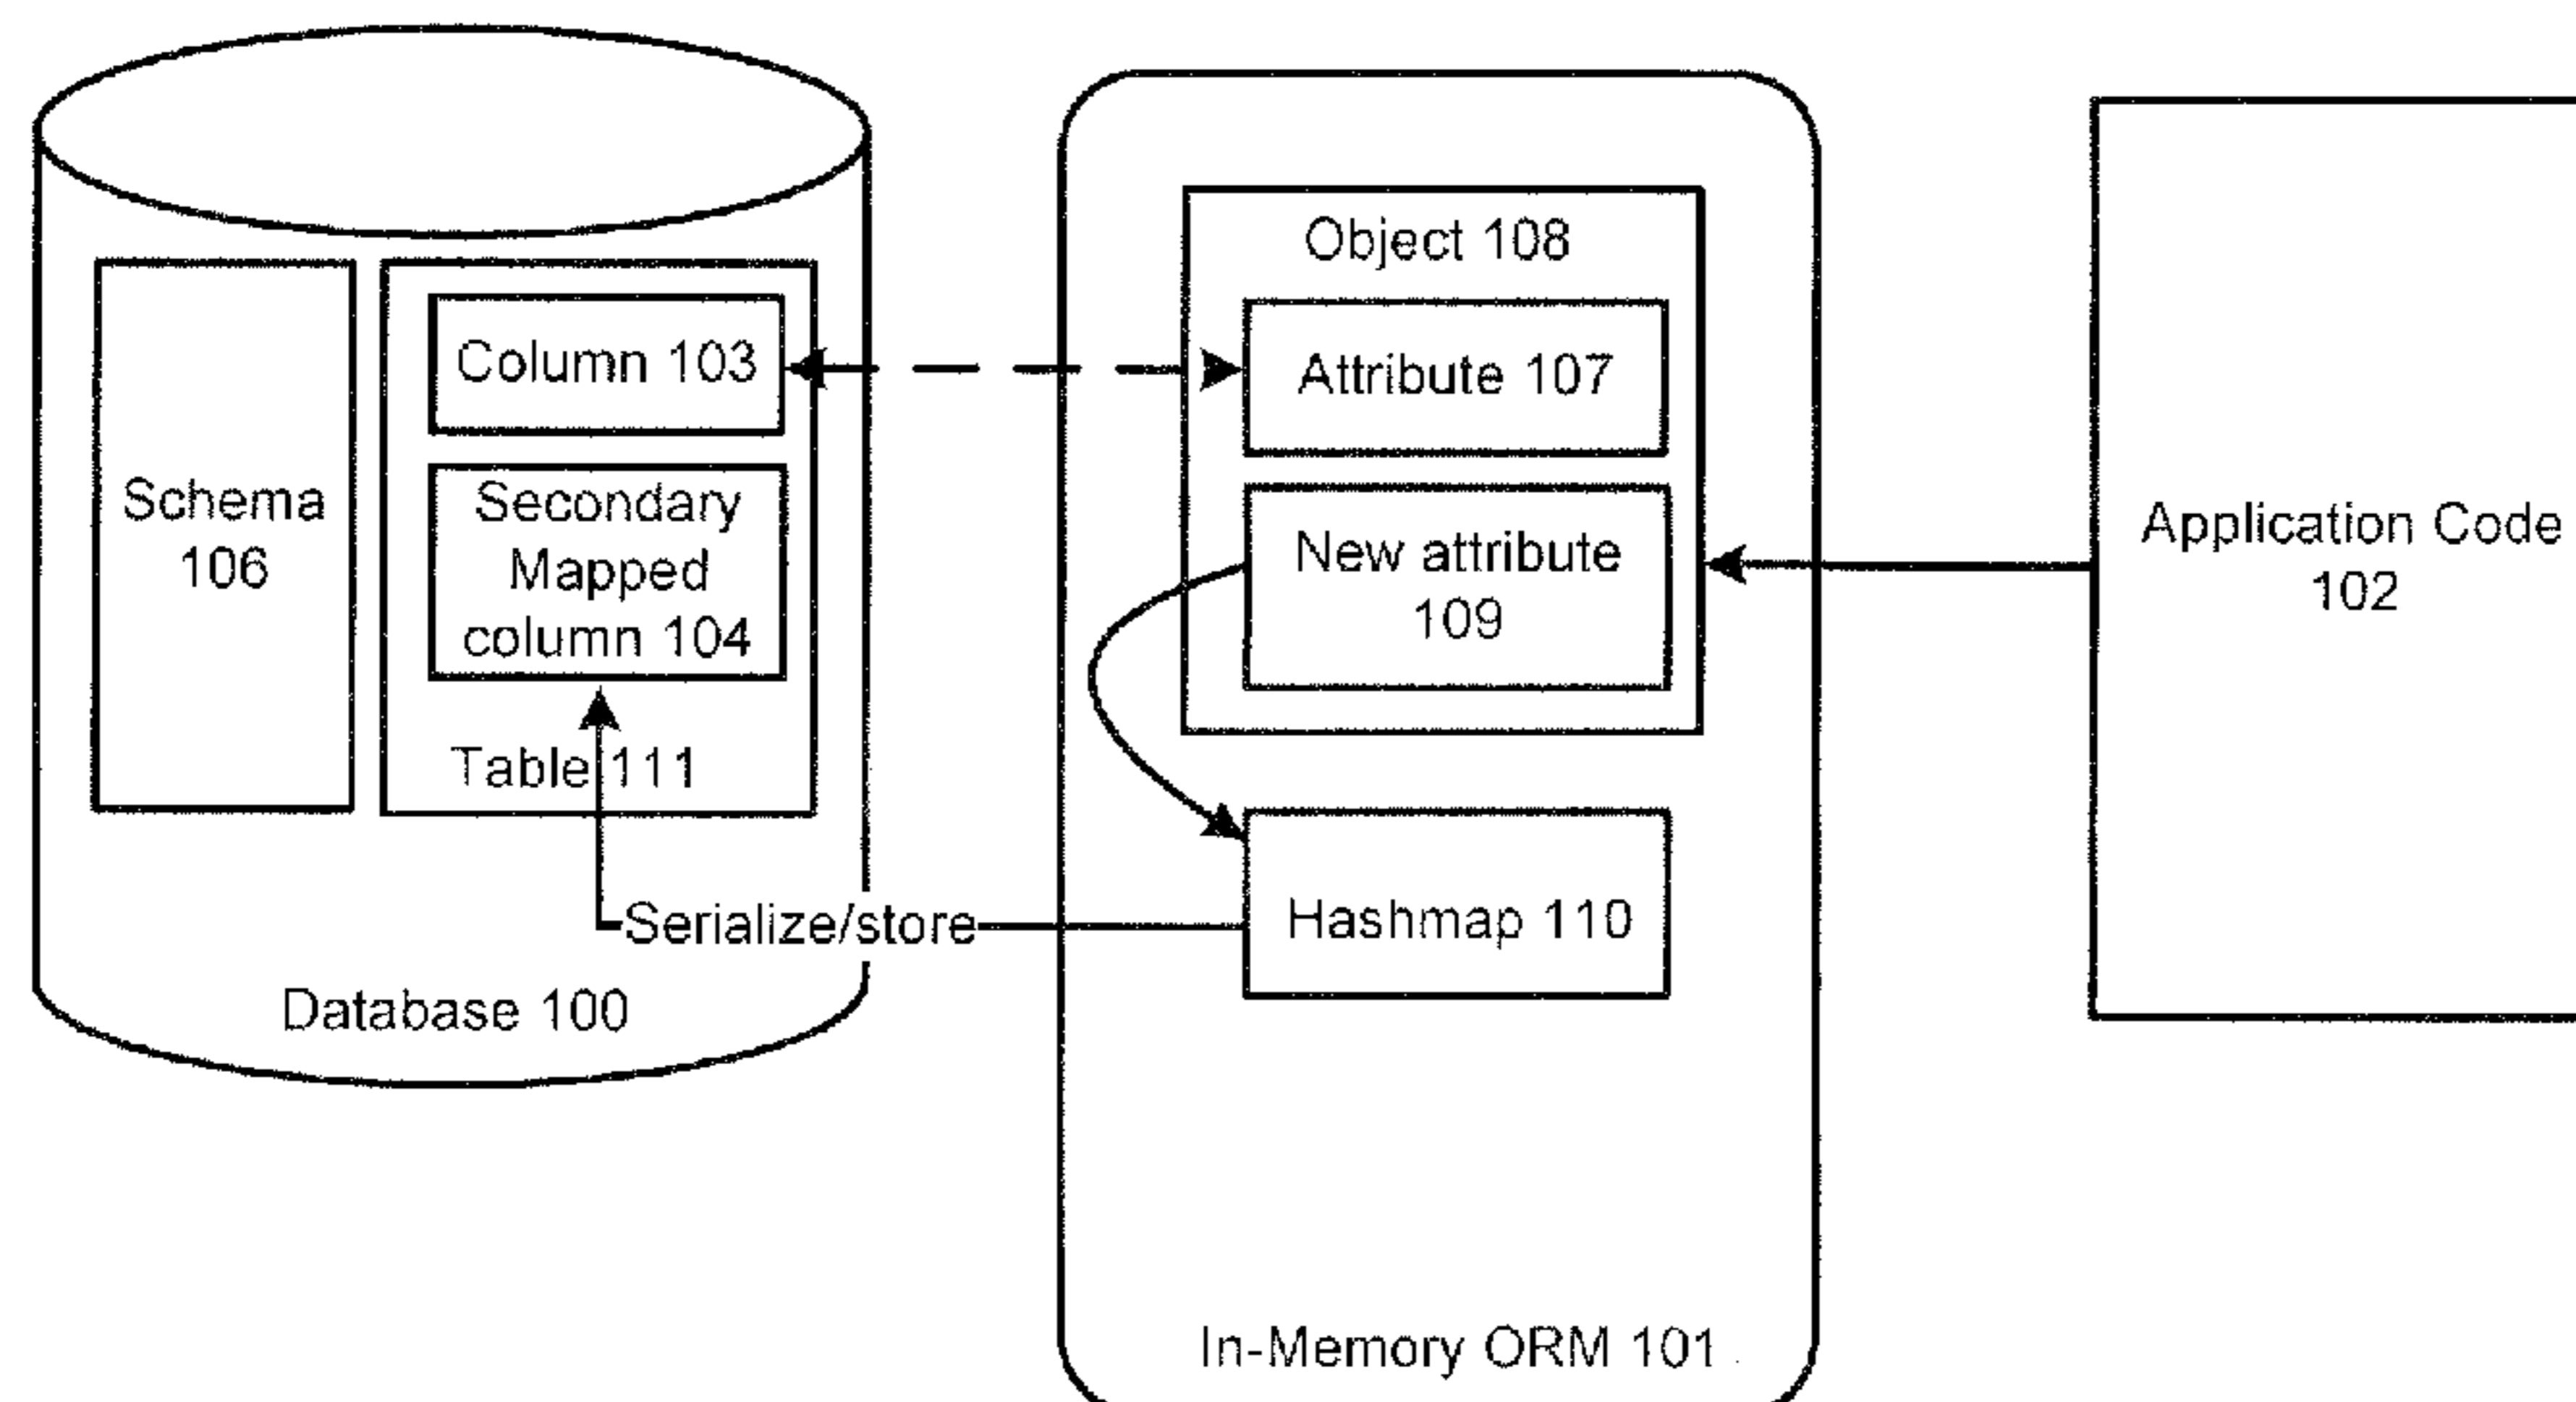 Schema
106
Column 103
Secondary
Mapped
column 104
Table 111
Serialize/store
Database 100
Object 108
Attribute 107
New attribute
109
Hashmap 110
In-Memory ORM 101
Application Code
102